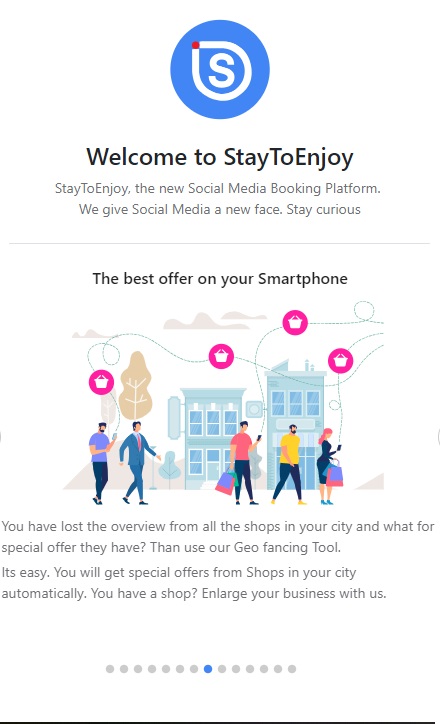 S
Welcome to StayToEnjoy
StayToEnjoy, the new Social Media Booking Platform.
We give Social Media a new face. Stay curious
The best offer on your Smartphone
You have lost the overview from all the shops in your city and what for
special offer they have? Than use our Geo fancing Tool.
Its easy. You will get special offers from Shops in your city
automatically. You have a shop? Enlarge your business with us.